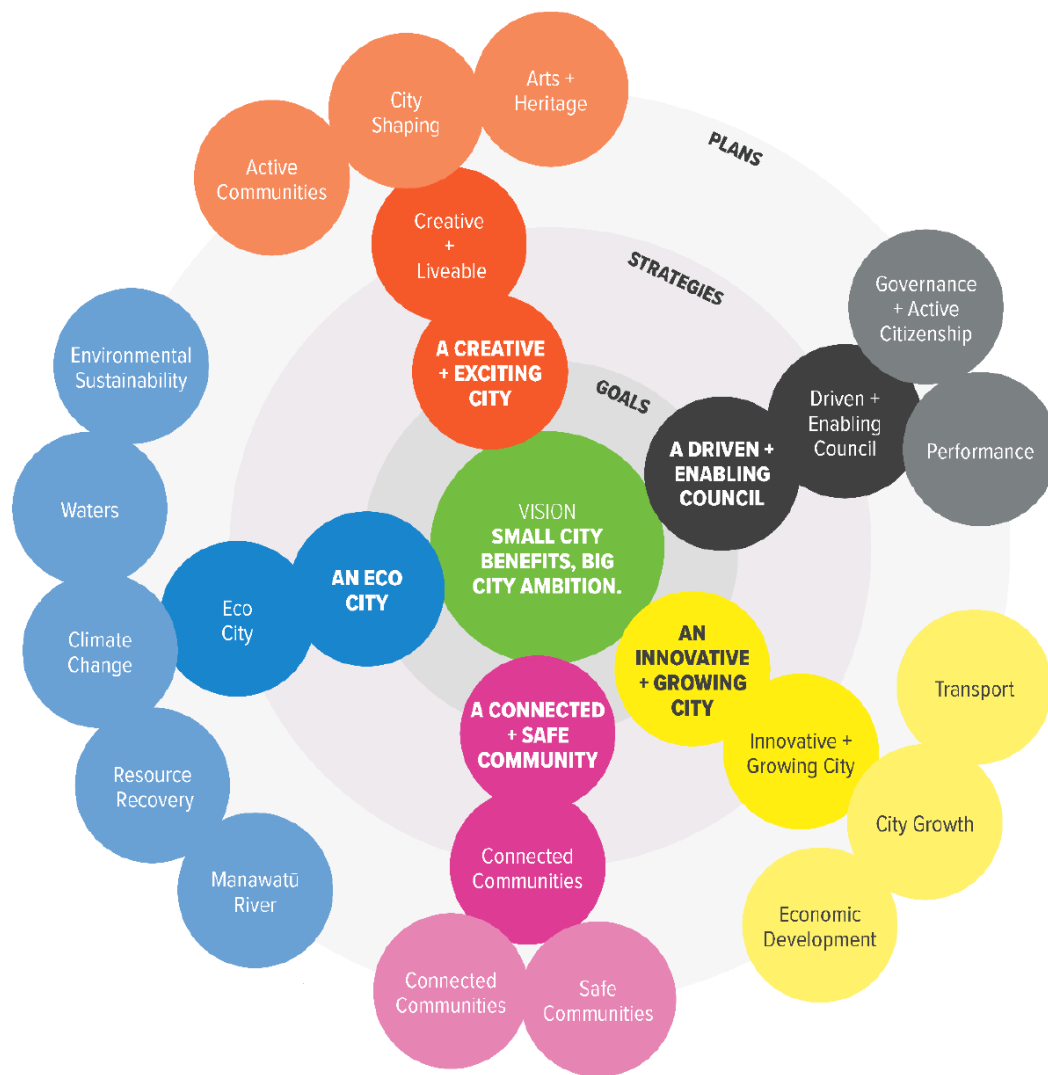 Arts +
Heritage
City
Shaping
Active
Communities
PLANS
Creative
+
Liveable
STRATEGIES
Governance
+ Active
Citizenship
Environmental
Sustainability
A CREATIVE
+ EXCITING
CITY
GOALS
Driven +
Enabling
Council
A DRIVEN +
ENABLING
COUNCIL
Performance
Waters
VISION
SMALL CITY
BENEFITS, BIG
CITY AMBITION.
AN ECO
CITY
Eco
City
Climate
Change
AN
INNOVATIVE
+ GROWING
CITY
Transport
A CONNECTED
+ SAFE
COMMUNITY
Innovative +
Growing City
Resource
Recovery
City Growth
Connected
Communities
Manawatū
River
Economic
Development
Connected
Communities
Safe
Communities